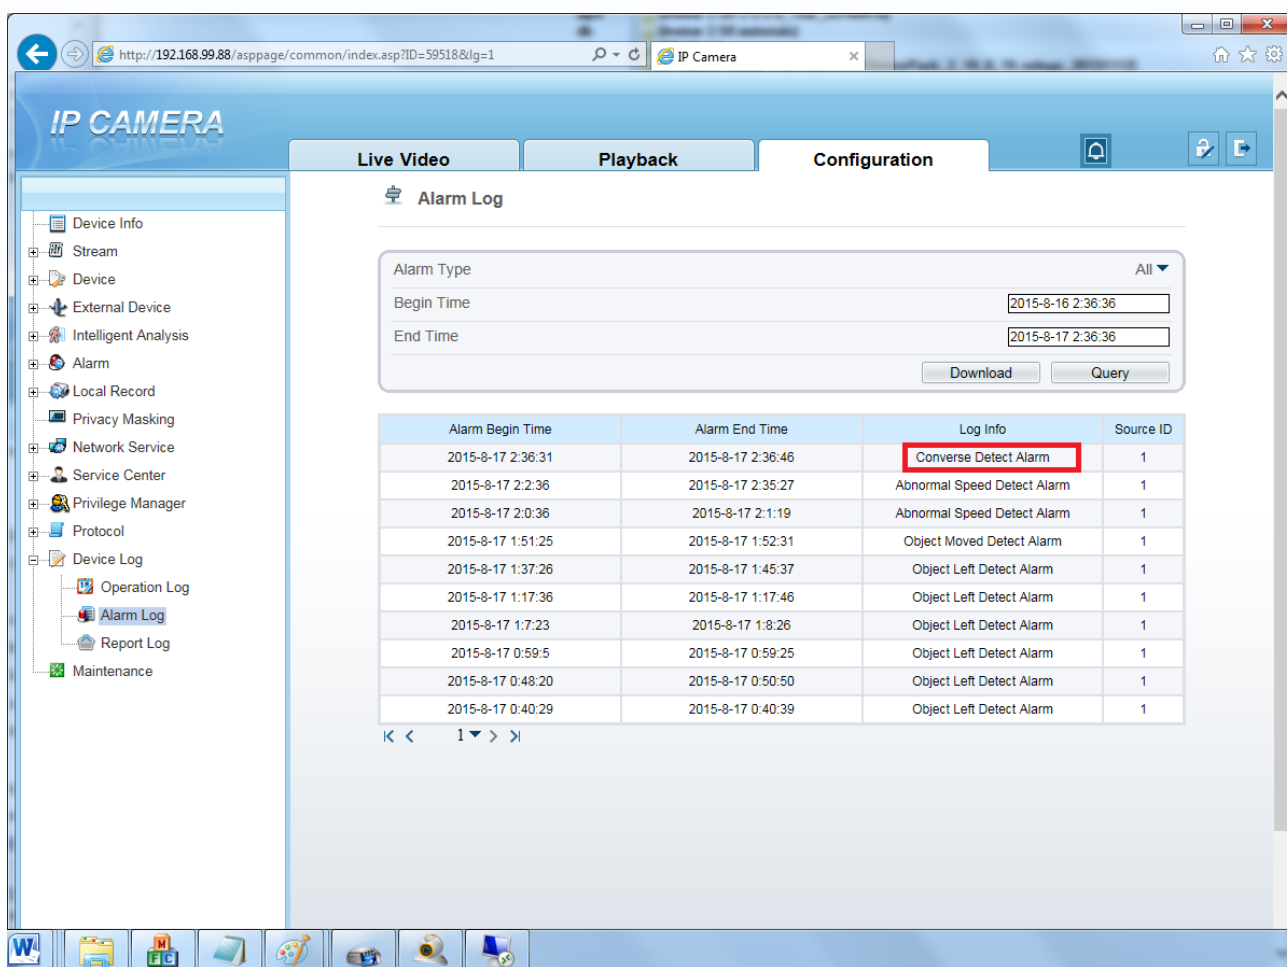 http://192.168.99.88/asppage/common/index.asp?ID=59518&lg=1
IP Camera
IP CAMERA
Live Video
Playback
Configuration
Device Info
Stream
Device
External Device
Intelligent Analysis
Alarm
Local Record
Privacy Masking
Network Service
Service Center
Privilege Manager
Protocol
Device Log
Operation Log
Alarm Log
Report Log
Maintenance
Alarm Log
Alarm Type All
Begin Time 2015-8-16 2:36:36
End Time 2015-8-17 2:36:36
Download Query
Alarm Begin Time Alarm End Time Log Info Source ID
2015-8-17 2:36:31 2015-8-17 2:36:46 Converse Detect Alarm 1
2015-8-17 2:2:36 2015-8-17 2:35:27 Abnormal Speed Detect Alarm 1
2015-8-17 2:0:36 2015-8-17 2:1:19 Abnormal Speed Detect Alarm 1
2015-8-17 1:51:25 2015-8-17 1:52:31 Object Moved Detect Alarm 1
2015-8-17 1:37:26 2015-8-17 1:45:37 Object Left Detect Alarm 1
2015-8-17 1:17:36 2015-8-17 1:17:46 Object Left Detect Alarm 1
2015-8-17 1:7:23 2015-8-17 1:8:26 Object Left Detect Alarm 1
2015-8-17 0:59:5 2015-8-17 0:59:25 Object Left Detect Alarm 1
2015-8-17 0:48:20 2015-8-17 0:50:50 Object Left Detect Alarm 1
2015-8-17 0:40:29 2015-8-17 0:40:39 Object Left Detect Alarm 1
1
W
M
F C